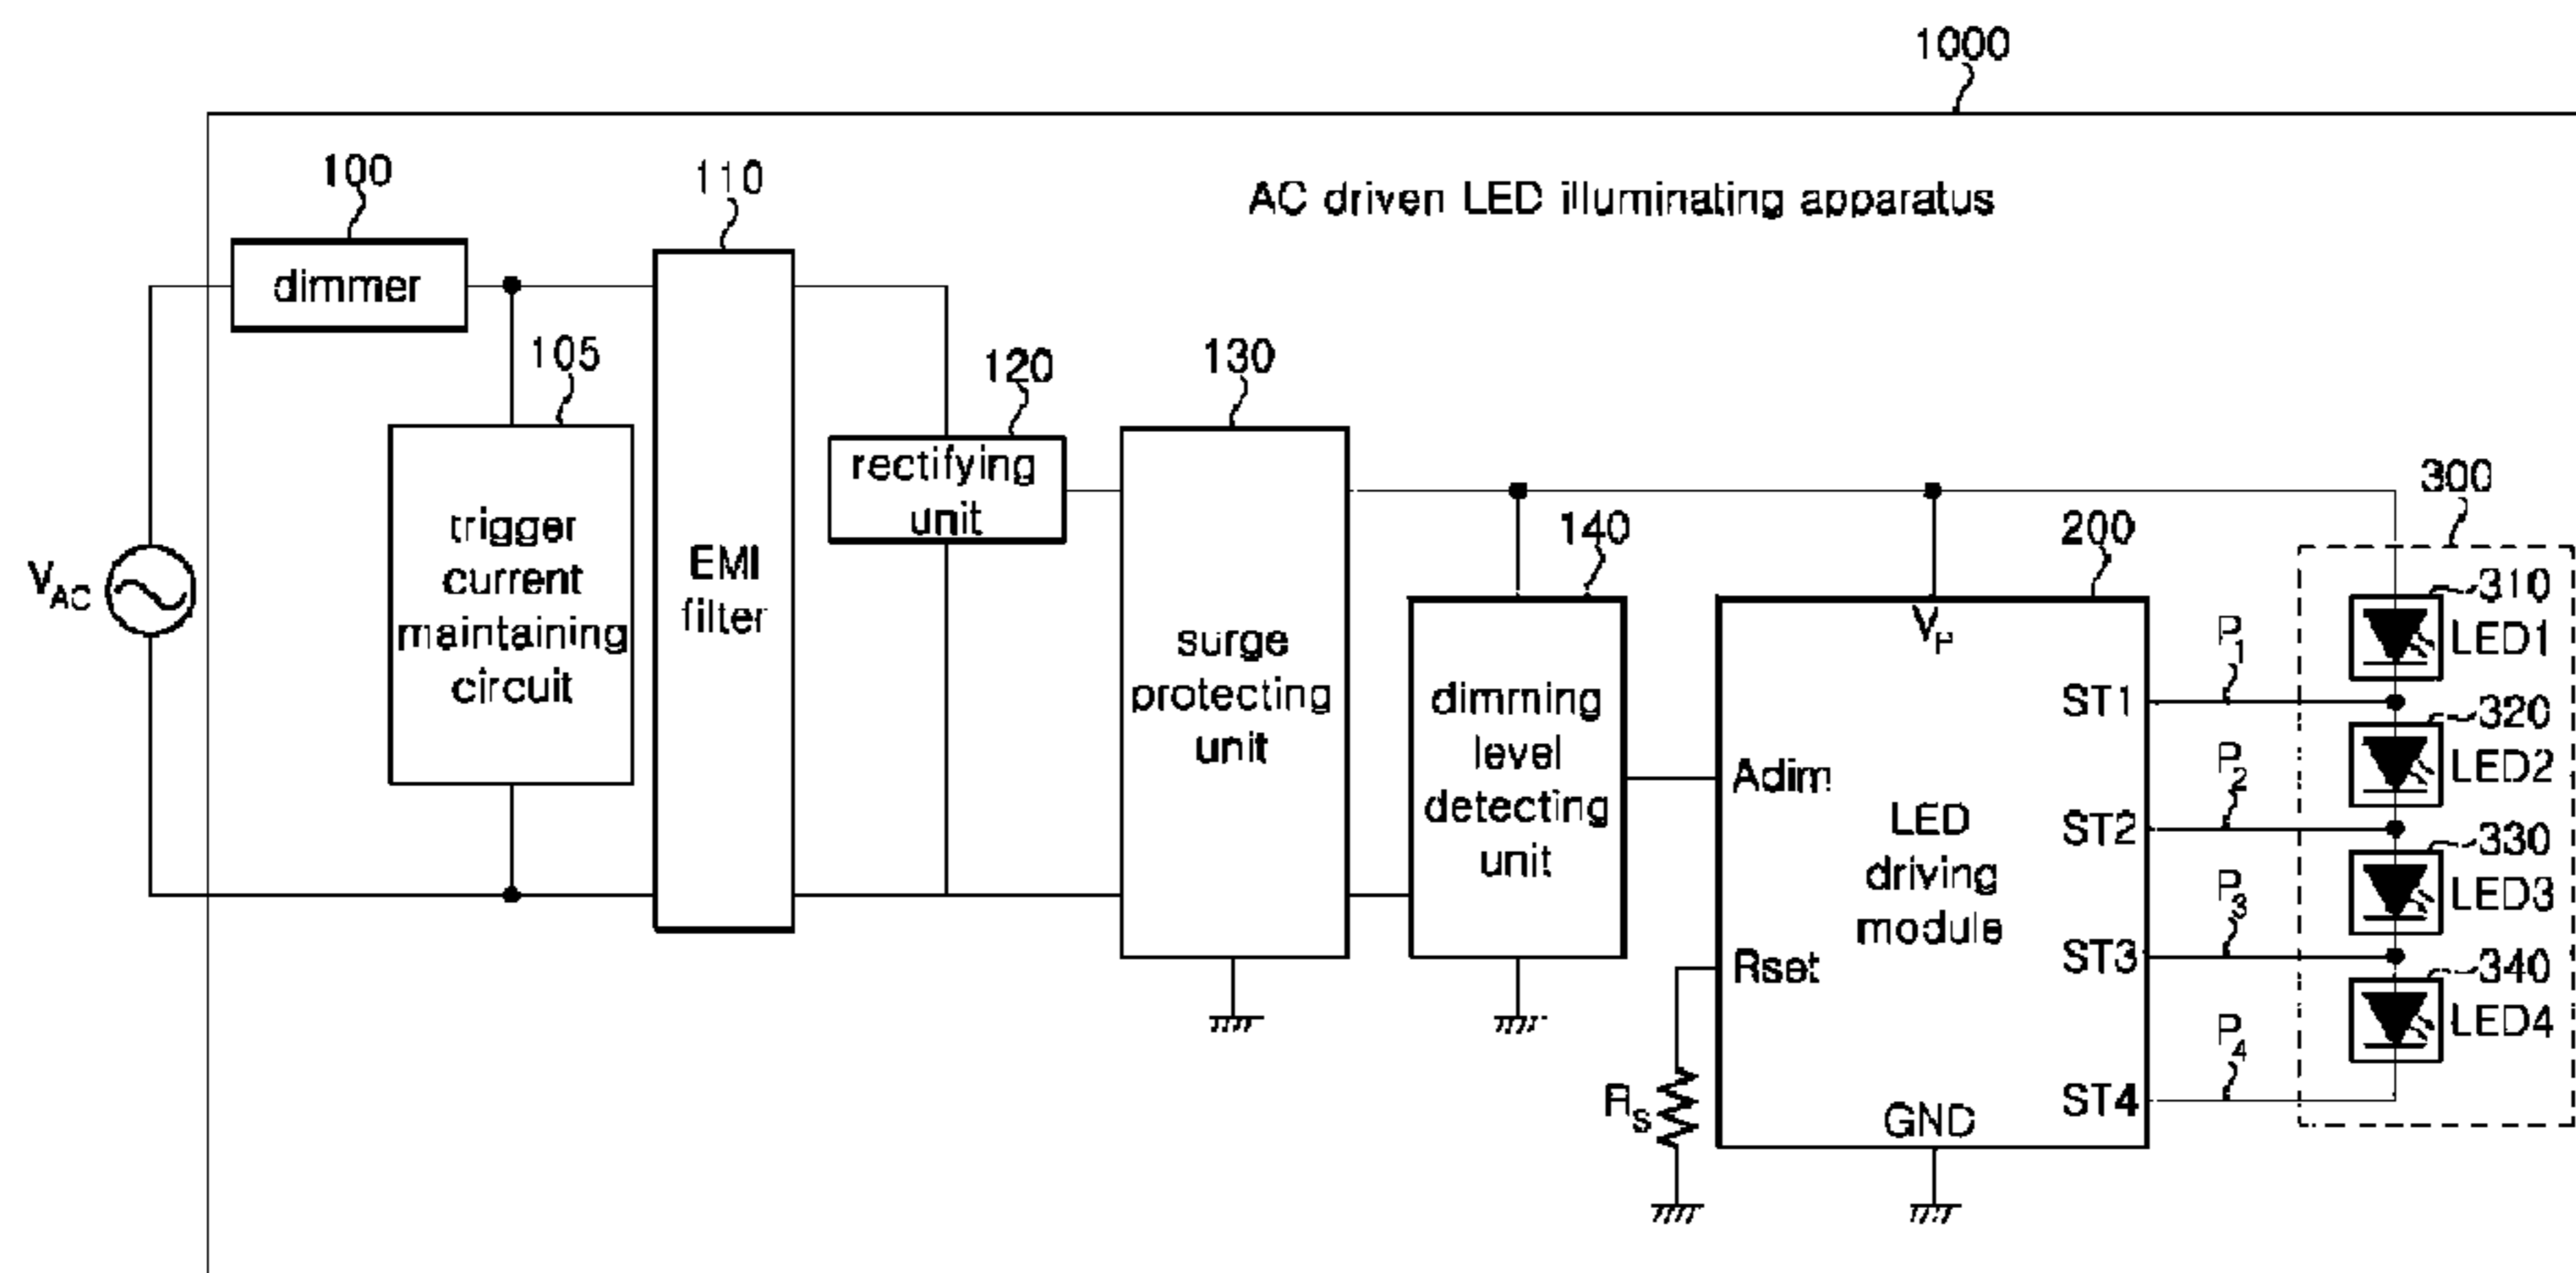 1000
AC driven LED illuminating apparatus
100
dimmer
110
EMI
filter
105
trigger
current
maintaining
circuit
VAC
120
rectifying
unit
130
surge
protecting
unit
140
dimming
level
detecting
unit
200
VP
Adim
Rset
LED
driving
module
GND
ST1
ST2
ST3
ST4
RS
P1
P2
P3
P4
300
310
LED1
320
LED2
330
LED3
340
LED4